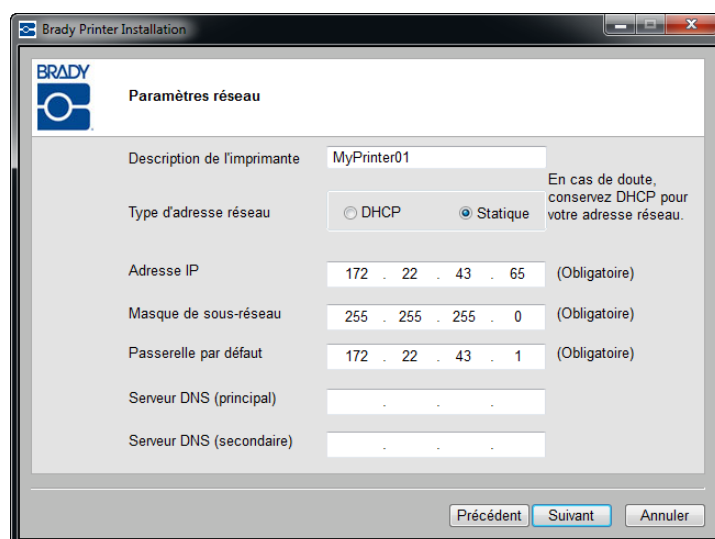 Brady Printer Installation
BRADY
Paramètres réseau
Description de l'imprimante MyPrinter01
En cas de doute,
conservez DHCP pour
votre adresse réseau.
Type d'adresse réseau DHCP Statique
Adresse IP 172 . 22 . 43 . 65 (Obligatoire)
Masque de sous-réseau 255 . 255 . 255 . 0 (Obligatoire)
Passerelle par défaut 172 . 22 . 43 . 1 (Obligatoire)
Serveur DNS (principal) . . .
Serveur DNS (secondaire) . . .
Précédent Suivant Annuler